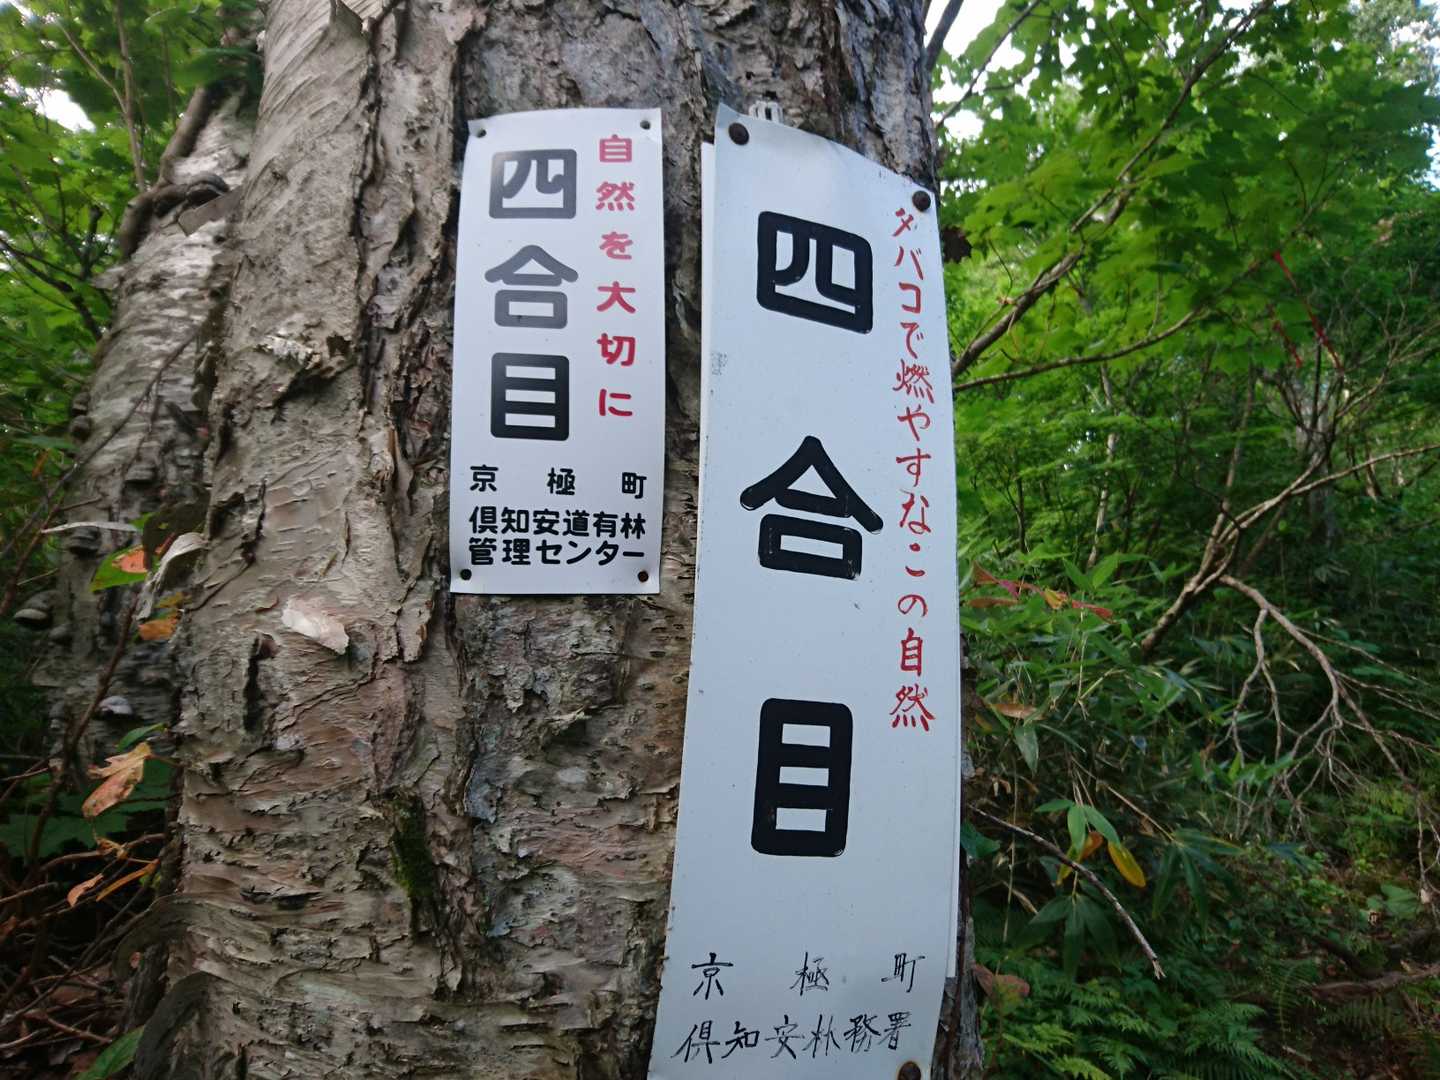 自然を大切に
四合目
京極町
倶知安道有林
管理センター
タバコで燃やすなこの自然
四合目
京極町
倶知安林務署